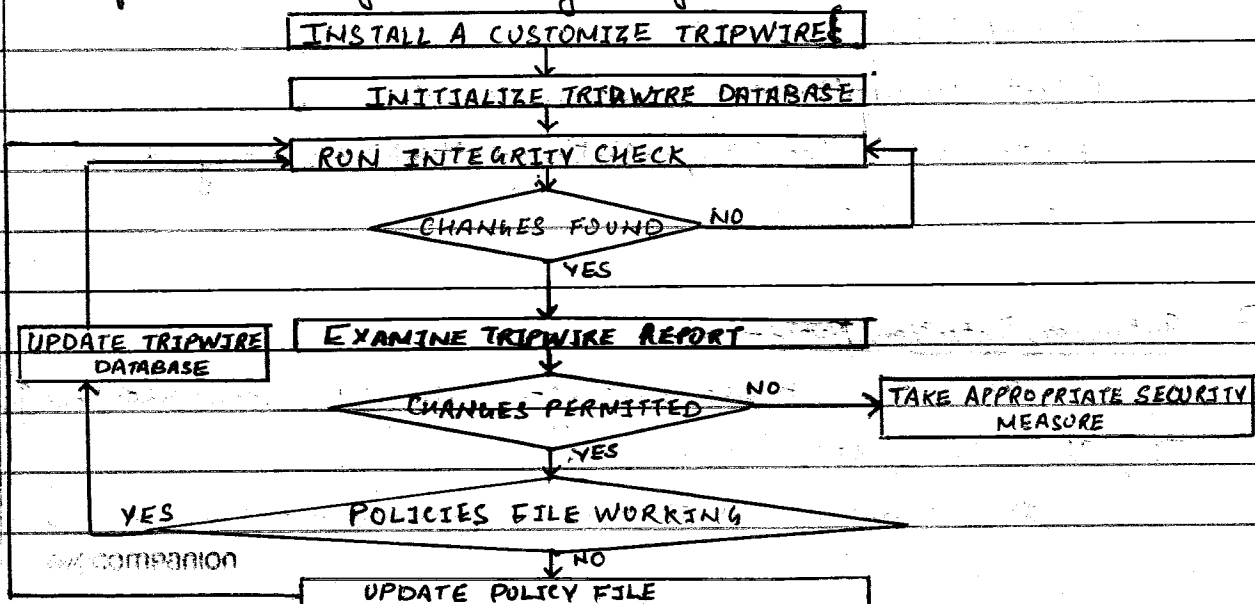 INSTALL A CUSTOMIZE TRIPWIRES
INITIALIZE TRIPWIRE DATABASE
RUN INTEGRITY CHECK
CHANGES FOUND
NO
YES
UPDATE TRIPWIRE
DATABASE
EXAMINE TRIPWIRE REPORT
CHANGES PERMITTED
NO
TAKE APPROPRIATE SECURITY
MEASURE
YES
YES
POLICIES FILE WORKING
companion
NO
UPDATE POLICY FILE